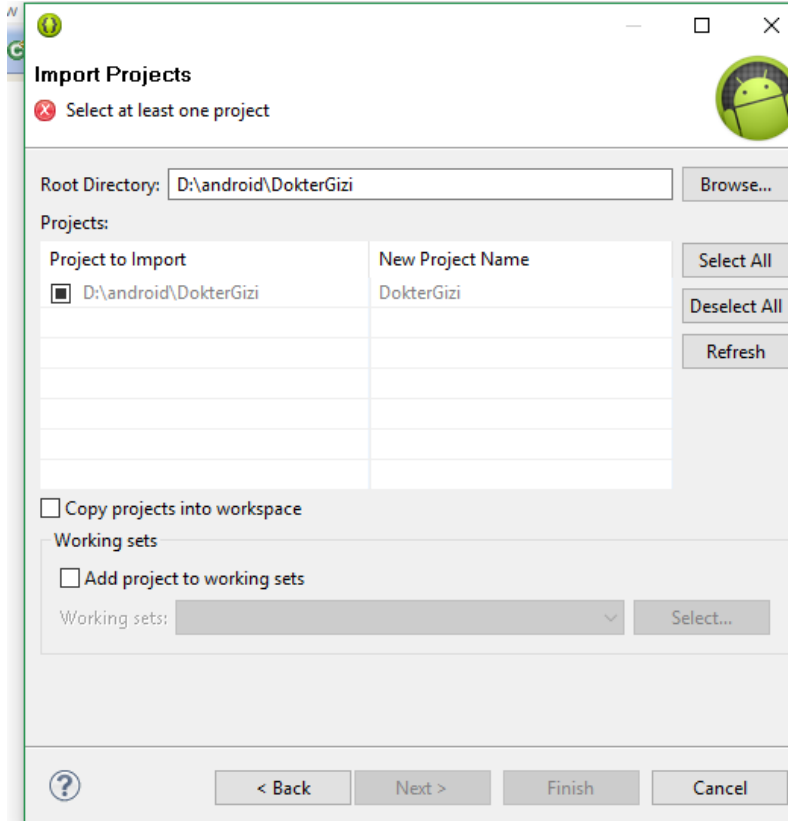 w
Import Projects
Select at least one project
Root Directory: D:\android\DokterGizi Browse...
Projects:
Project to Import New Project Name Select All
D:\android\DokterGizi DokterGizi
Deselect All
Refresh
Copy projects into workspace
Working sets
Add project to working sets
Working sets: Select...
? < Back Next > Finish Cancel